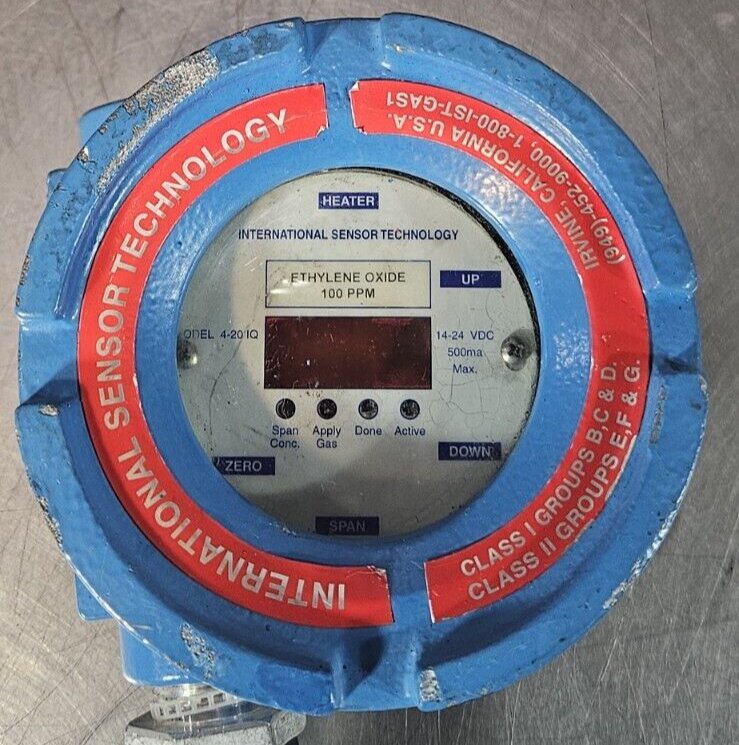 INTERNATIONAL SENSOR TECHNOLOGY
IRVINE, CALIFORNIA U.S.A.
(949)-452-9000, 1-800-IST-GAS1
HEATER
INTERNATIONAL SENSOR TECHNOLOGY
ETHYLENE OXIDE
100 PPM
UP
ODEL 4-20 IQ
14-24 VDC
500ma
Max.
Span
Conc.
Apply
Gas
Done
Active
ZERO
DOWN
SPAN
CLASS I GROUPS B,C & D.
CLASS II GROUPS E,F & G.